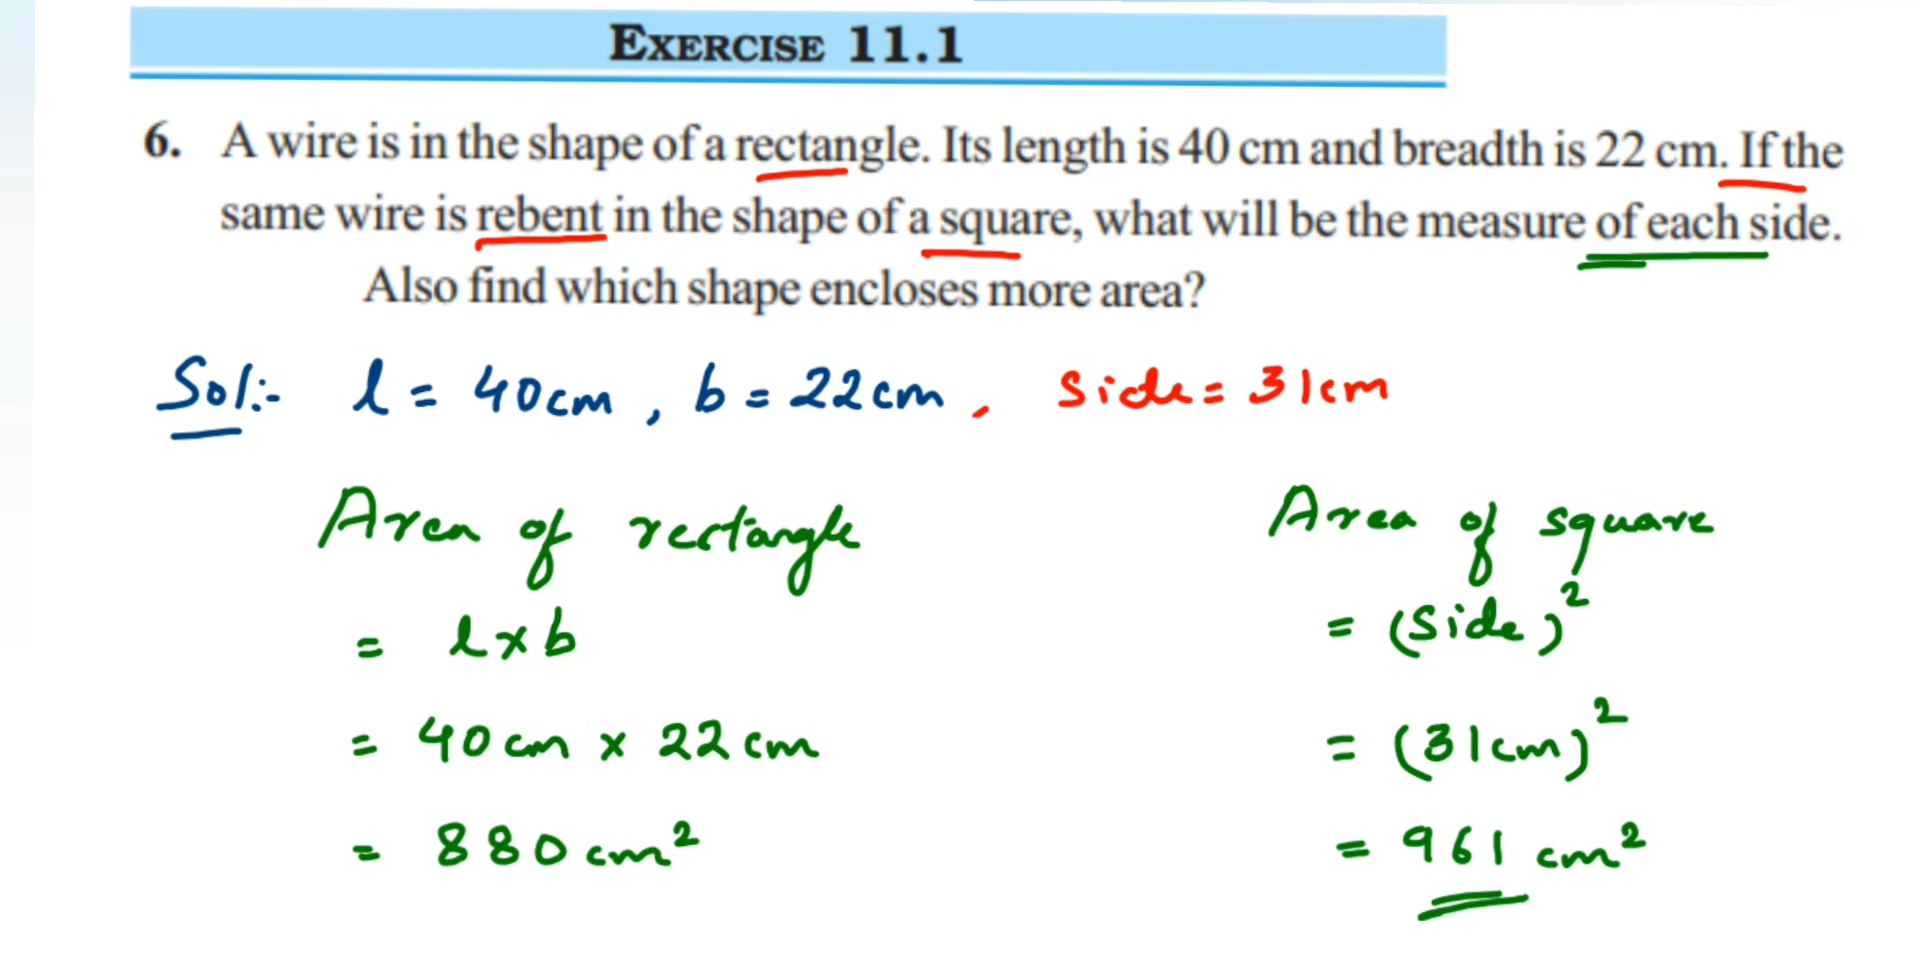 EXERCISE 11.1
6. A wire is in the shape of a rectangle. Its length is 40 cm and breadth is 22 cm. If the
same wire is rebent in the shape of a square, what will be the measure of each side.
Also find which shape encloses more area?
Sol:- l = 40cm, b = 22cm, Side = 31cm
Area of rectangle
= l × b
= 40cm × 22cm
= 880cm²
Area of square
= (Side)²
= (31cm)²
= 961 cm²